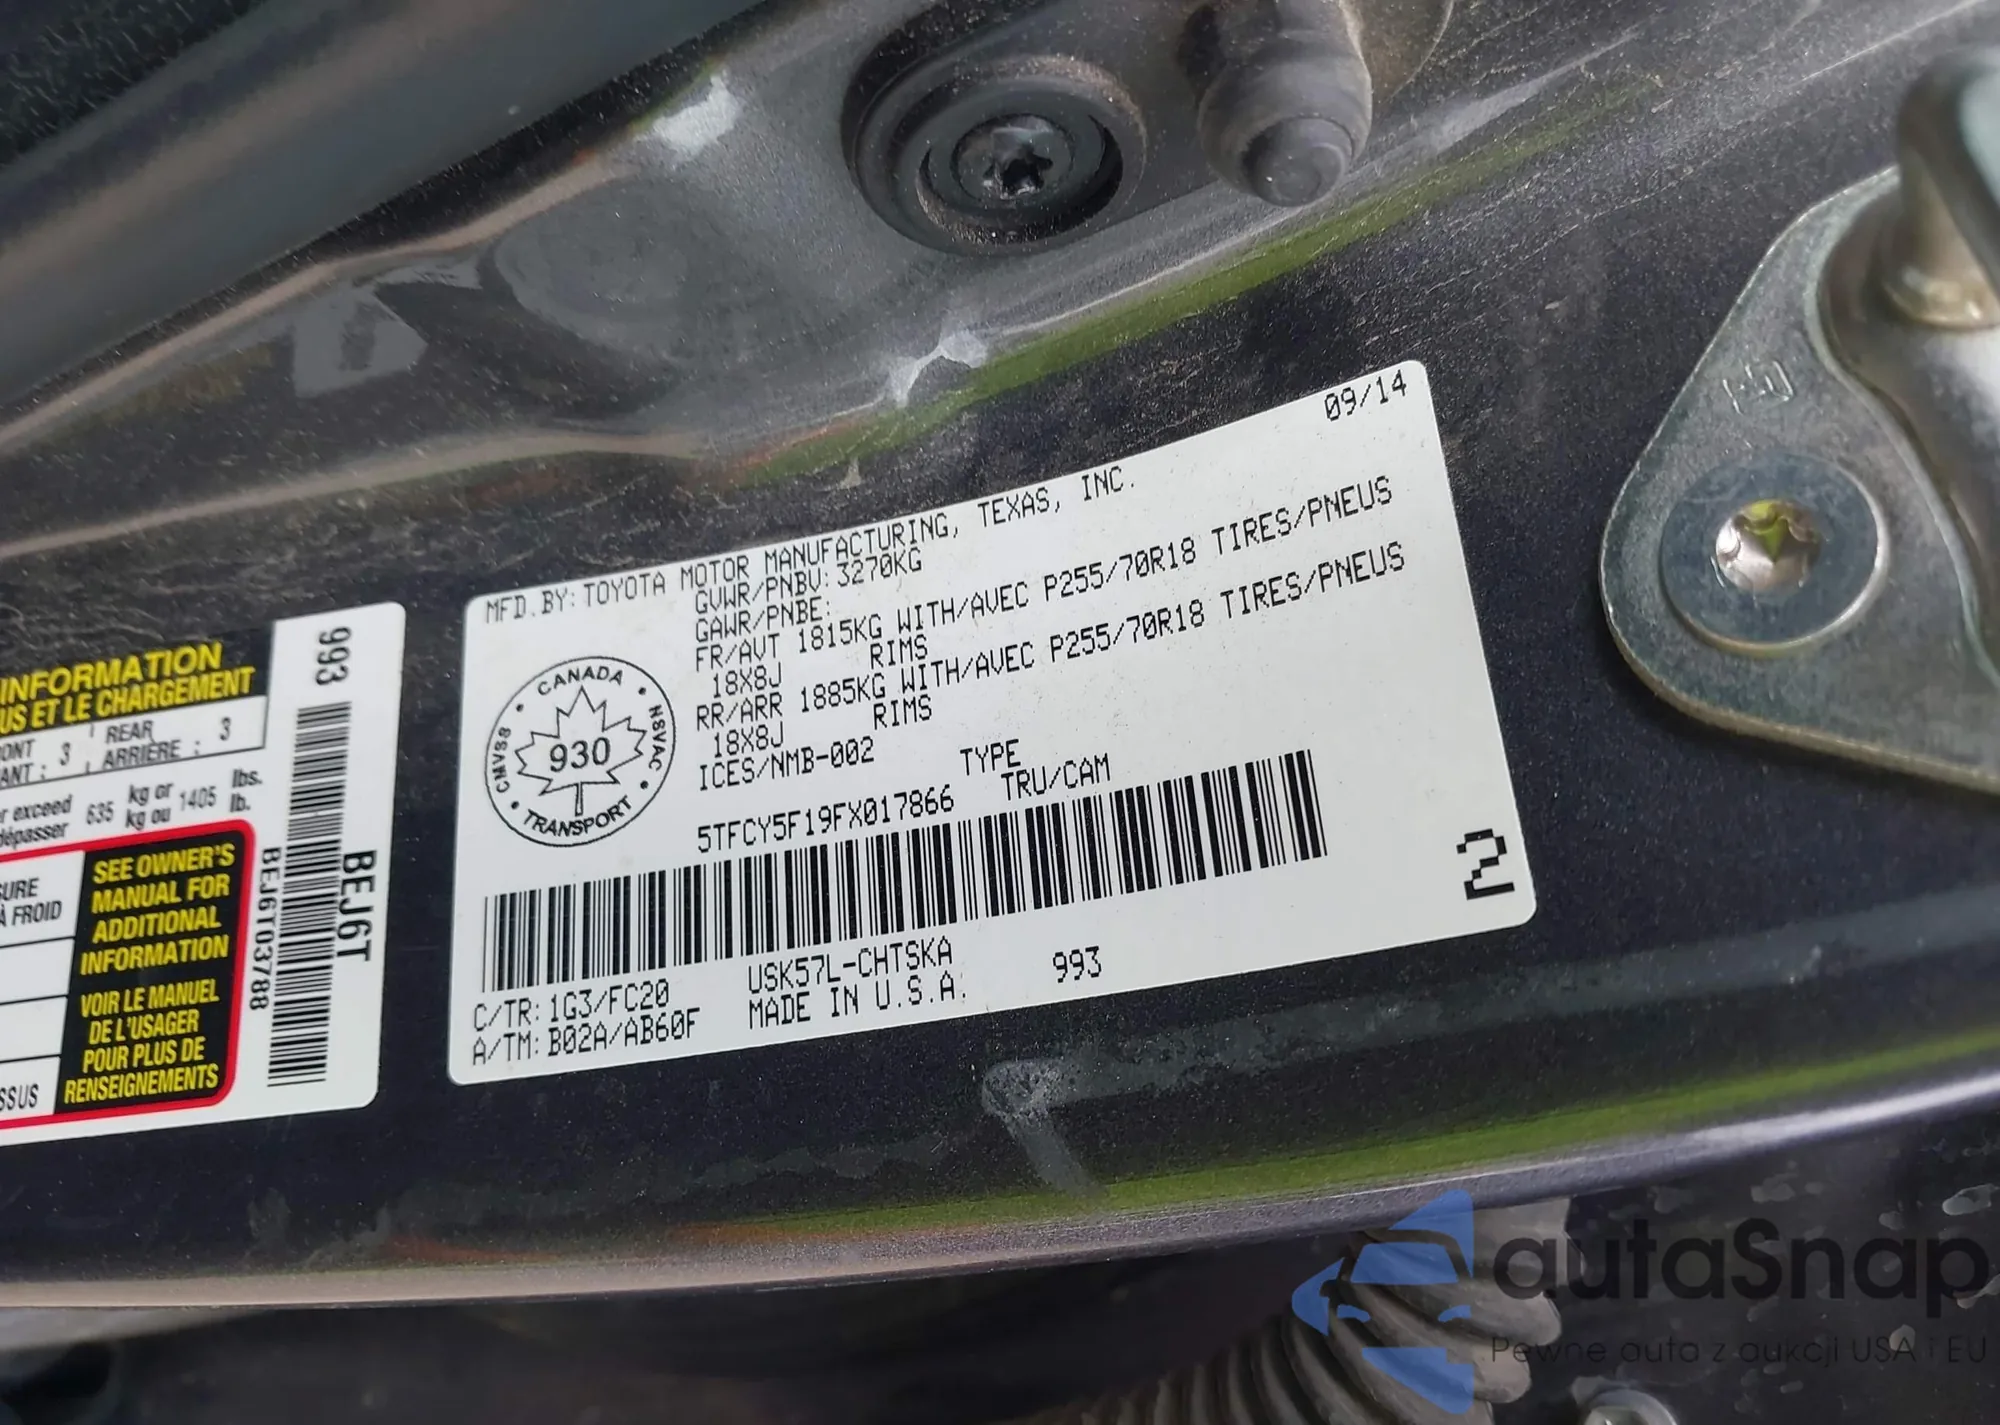 INFORMATION
US ET LE CHARGEMENT
3
REAR
ARRIÈRE : 3
635 kg or 1405 lbs.
kg ou lb.
r exceed
dépasser
À FROID
SEE OWNER'S
MANUAL FOR
ADDITIONAL
INFORMATION
VOIR LE MANUEL
DE L'USAGER
POUR PLUS DE
RENSEIGNEMENTS
993
BEJ6T
BEJ6T03788
09/14
MFD.BY:TOYOTA MOTOR MANUFACTURING, TEXAS, INC.
GVWR/PNBV:3270KG
GAWR/PNBE:
FR/AVT 1815KG WITH/AVEC P255/70R18 TIRES/PNEUS
18X8J RIMS
RR/ARR 1885KG WITH/AVEC P255/70R18 TIRES/PNEUS
18X8J RIMS
ICES/NMB-002
CANADA
CMVSS
NSVAC
930
TRANSPORT
TYPE
5TFCY5F19FX017866 TRU/CAM
2
C/TR:1G3/FC20 USK57L-CHTSKA
A/TM:B02A/AB60F MADE IN U.S.A. 993
autaSnap
Pewne auta z aukcji USA i EU